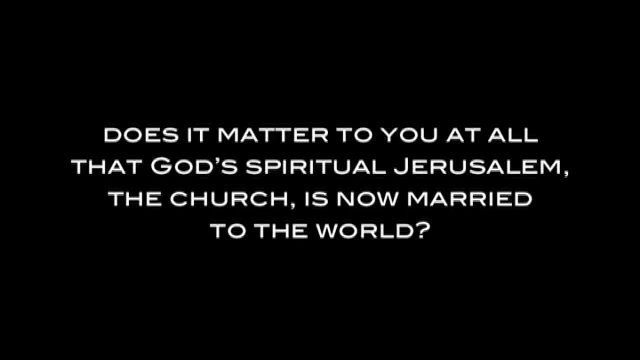 DOES IT MATTER TO YOU AT ALL
THAT GOD'S SPIRITUAL JERUSALEM,
THE CHURCH, IS NOW MARRIED
TO THE WORLD?